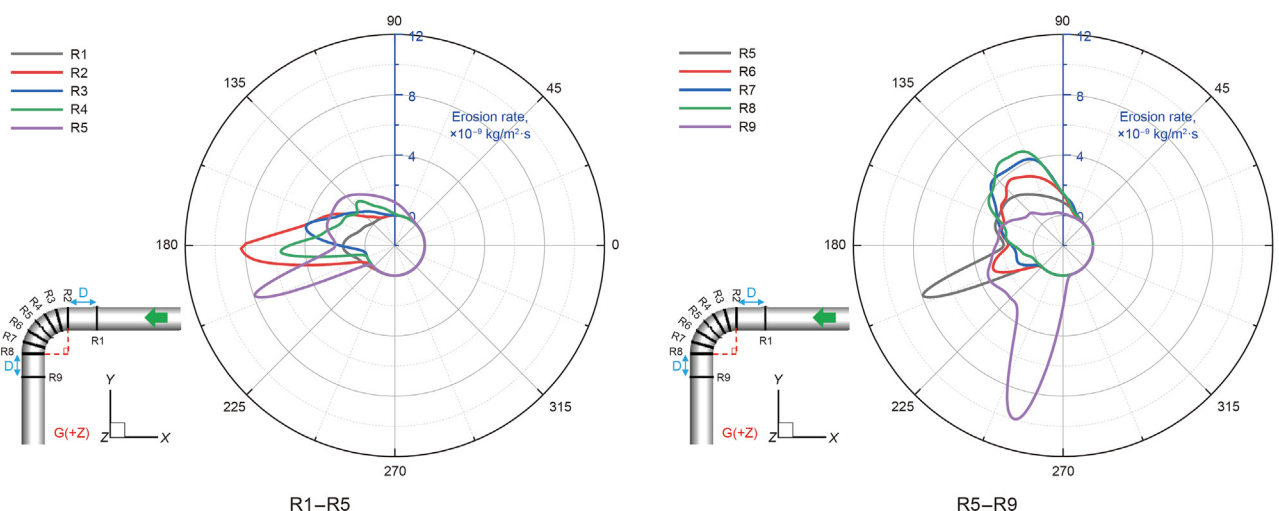 R1
R2
R3
R4
R5
90
45
0
315
270
225
180
135
12
8
4
0
Erosion rate,
×10⁻⁹ kg/m²·s
R2
D
R3
R4
R5
R6
R7
R8
R1
D
R9
Y
Z
X
G(+Z)
R1–R5
R5
R6
R7
R8
R9
90
45
0
315
270
225
180
135
12
8
4
0
Erosion rate,
×10⁻⁹ kg/m²·s
R2
D
R3
R4
R5
R6
R7
R8
R1
D
R9
Y
Z
X
G(+Z)
R5–R9